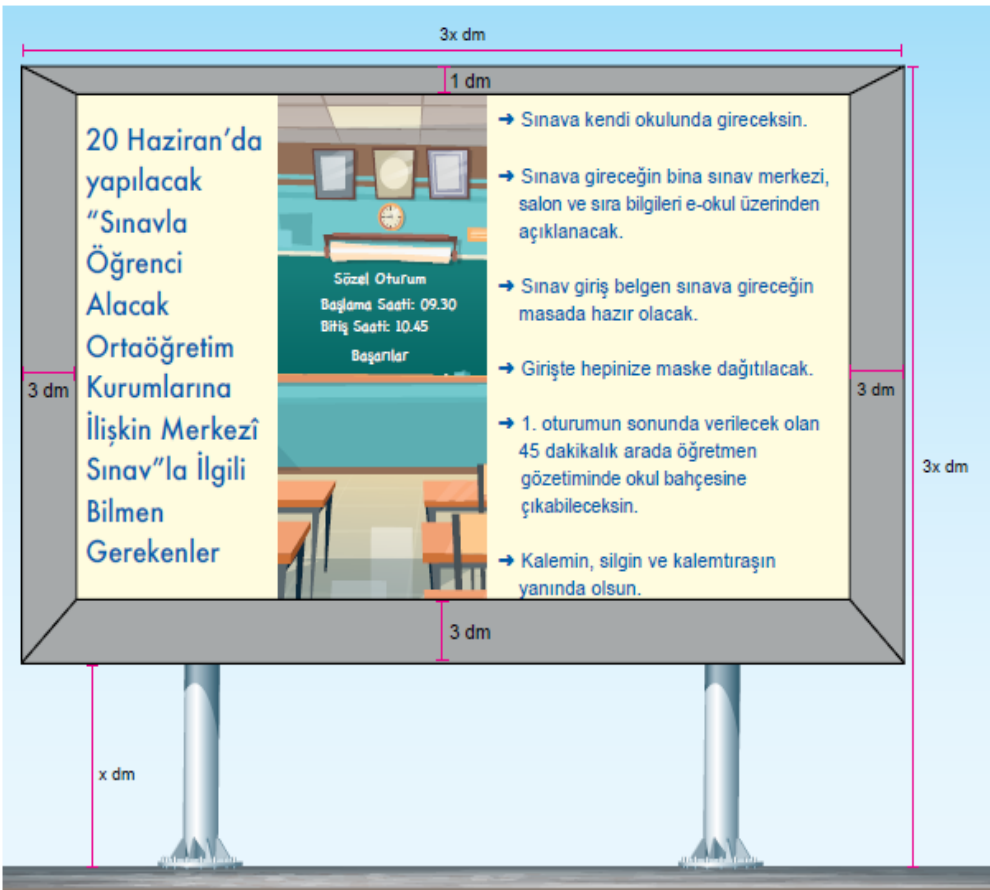 3x dm
1 dm
20 Haziran’da
yapılacak
“Sınavla
Öğrenci
Alacak
Ortaöğretim
Kurumlarına
İlişkin Merkezî
Sınav”la İlgili
Bilmen
Gerekenler
Sözel Oturum
Başlama Saati: 09.30
Bitiş Saati: 10.45
Başarılar
➜ Sınava kendi okulunda gireceksin.
➜ Sınava gireceğin bina sınav merkezi,
salon ve sıra bilgileri e-okul üzerinden
açıklanacak.
➜ Sınav giriş belgen sınava gireceğin
masada hazır olacak.
➜ Girişte hepinize maske dağıtılacak.
➜ 1. oturumun sonunda verilecek olan
45 dakikalık arada öğretmen
gözetiminde okul bahçesine
çıkabileceksin.
➜ Kalemin, silgin ve kalemtıraşın
yanında olsun.
3 dm
3 dm
3x dm
3 dm
x dm